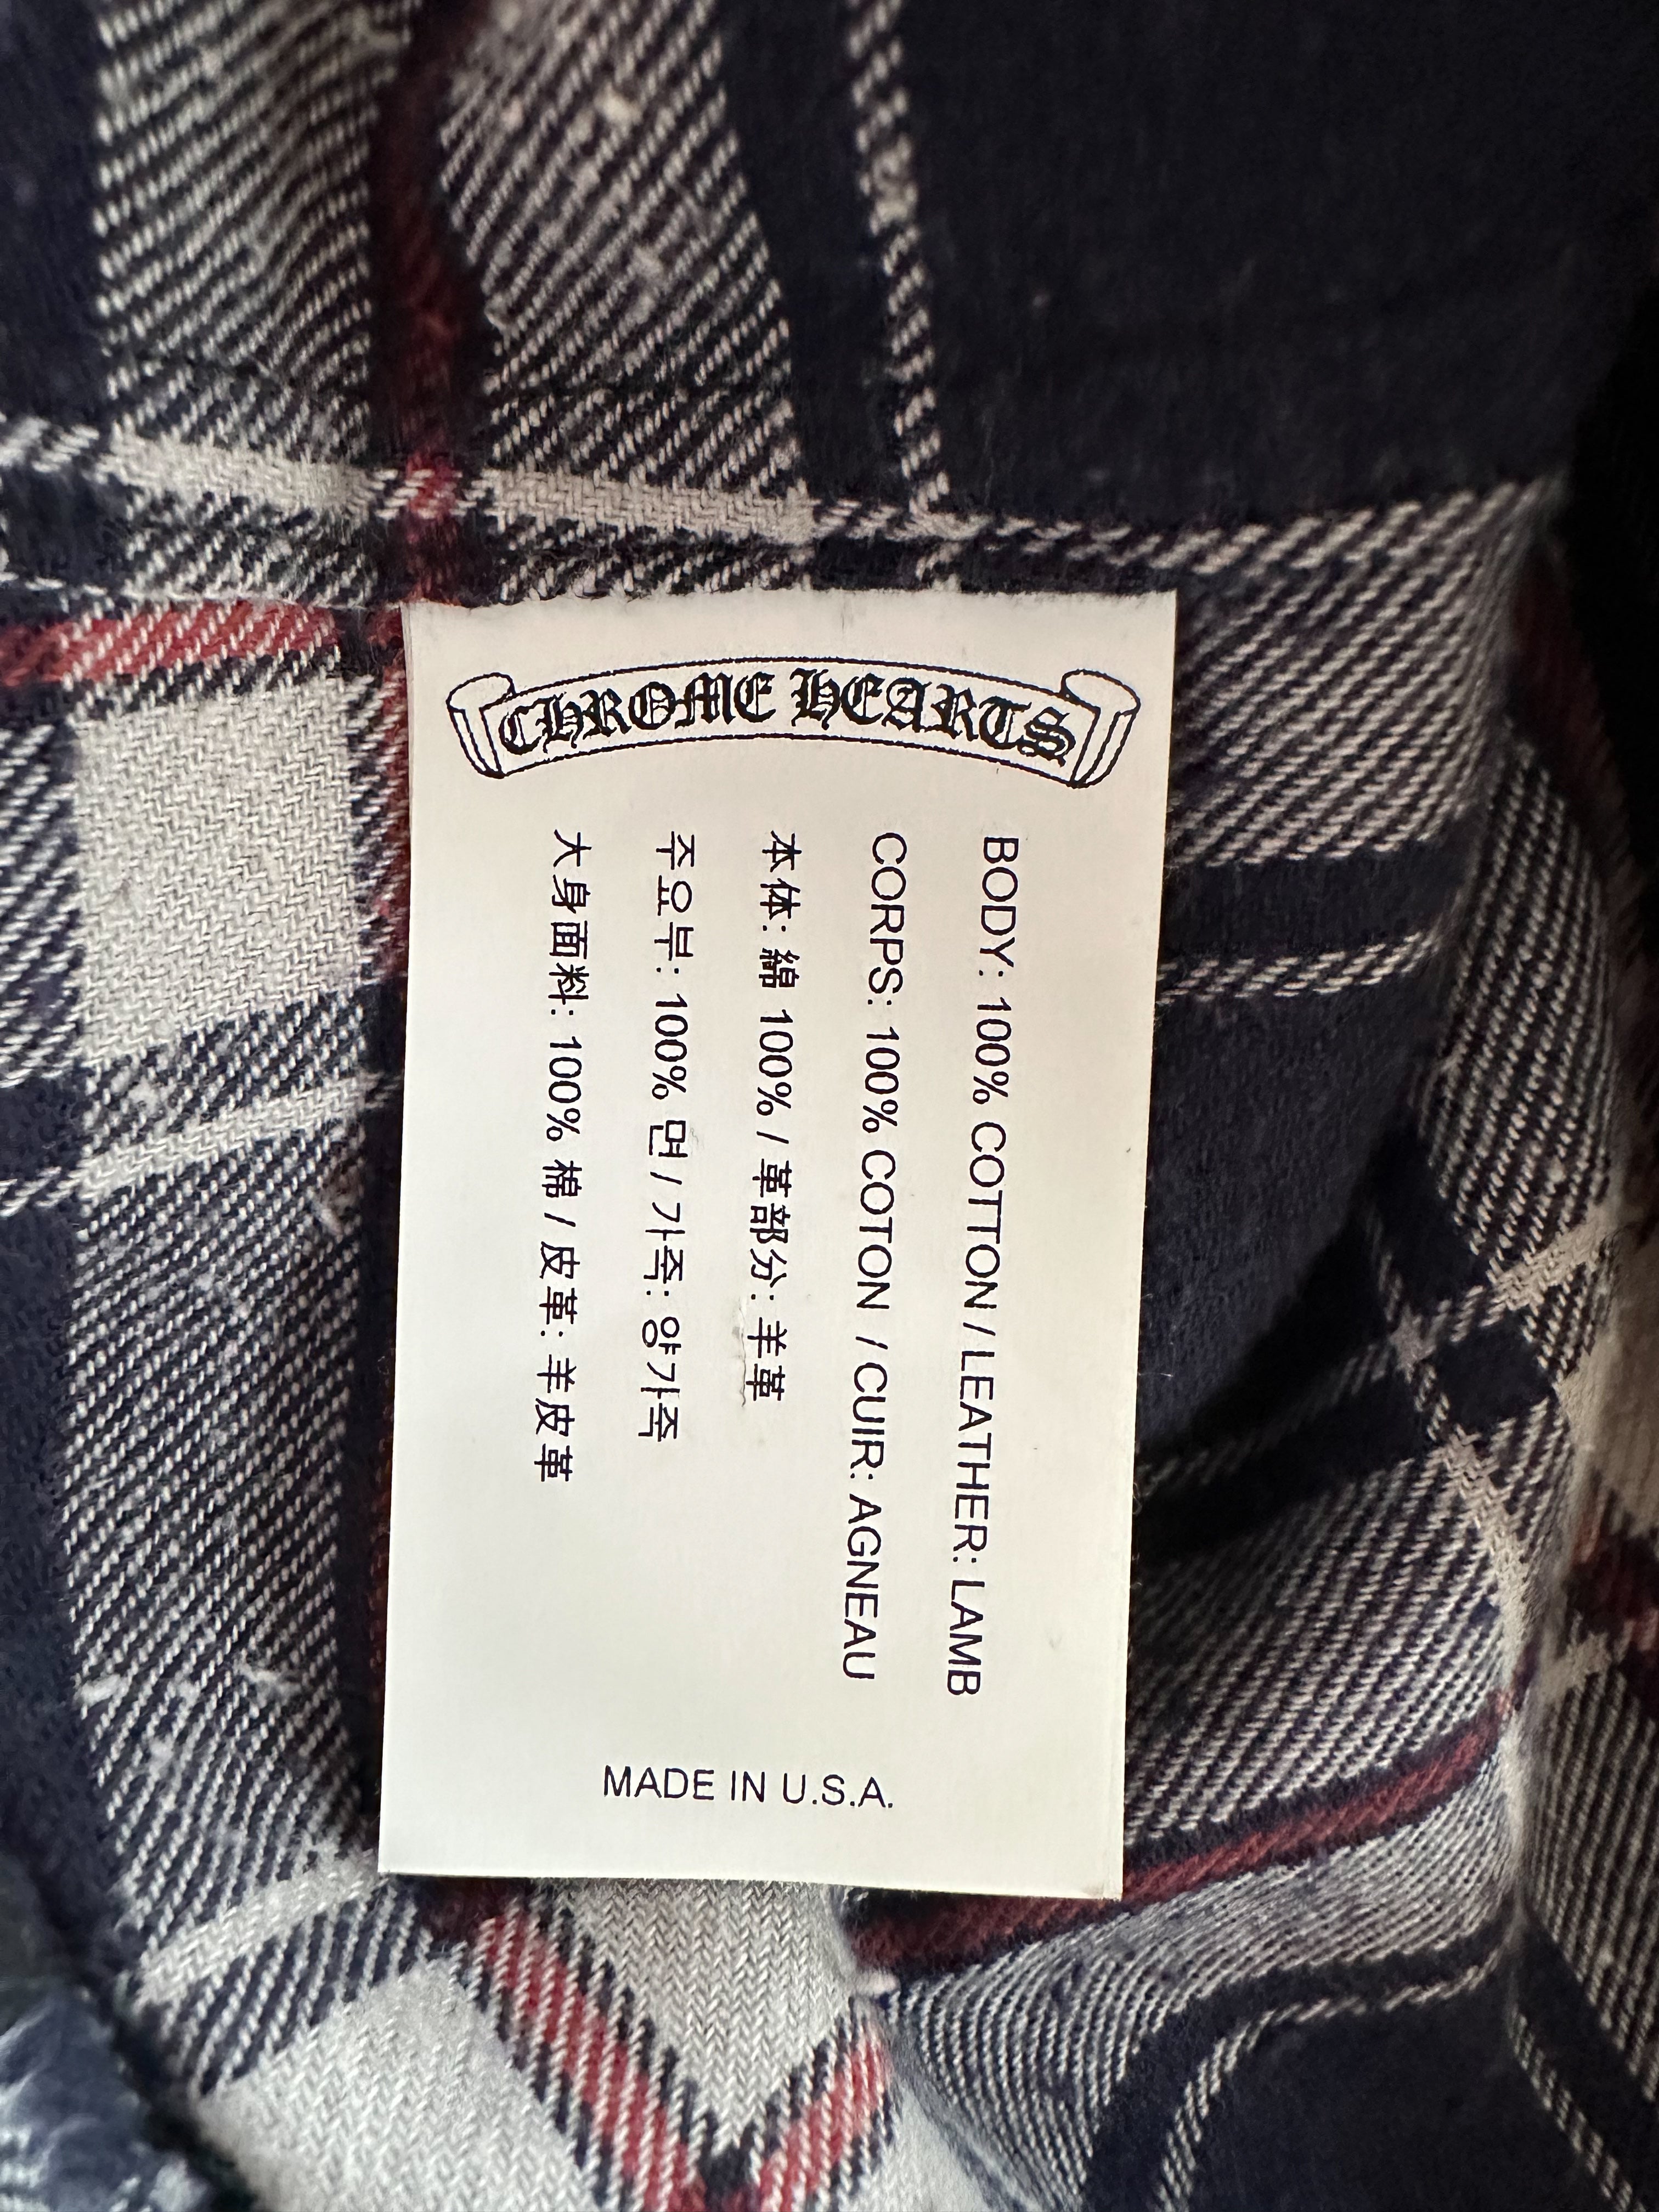 CHROME HEARTS
BODY: 100% COTTON / LEATHER: LAMB
CORPS: 100% COTON / CUIR: AGNEAU
本体: 綿 100% / 革部分: 羊革
주요부: 100% 면 / 가죽: 양가죽
大身面料: 100% 棉 / 皮革: 羊皮革
MADE IN U.S.A.